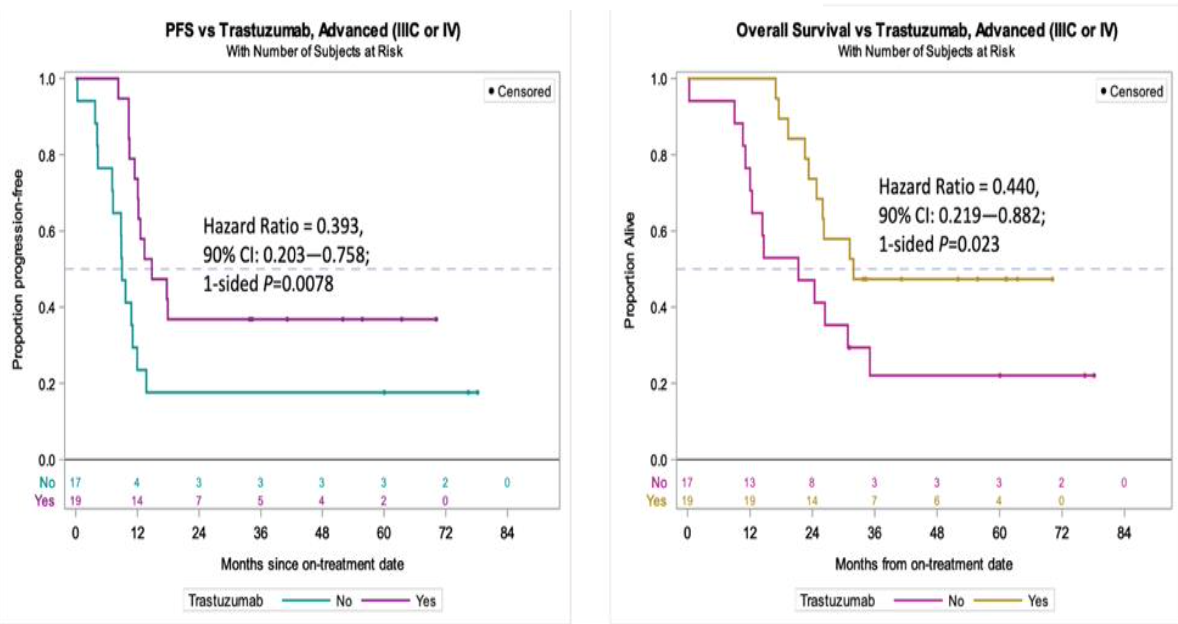 PFS vs Trastuzumab, Advanced (IIIC or IV)
With Number of Subjects at Risk
• Censored
1.0
0.8
0.6
0.4
0.2
0.0
Proportion progression-free
Hazard Ratio = 0.393,
90% CI: 0.203—0.758;
1-sided P=0.0078
No 17 4 3 3 3 3 2 0
Yes 19 14 7 5 4 2 0
0 12 24 36 48 60 72 84
Months since on-treatment date
Trastuzumab No Yes
Overall Survival vs Trastuzumab, Advanced (IIIC or IV)
With Number of Subjects at Risk
• Censored
1.0
0.8
0.6
0.4
0.2
0.0
Proportion Alive
Hazard Ratio = 0.440,
90% CI: 0.219—0.882;
1-sided P=0.023
No 17 13 8 3 3 3 2 0
Yes 19 19 14 7 6 4 0
0 12 24 36 48 60 72 84
Months from on-treatment date
Trastuzumab No Yes